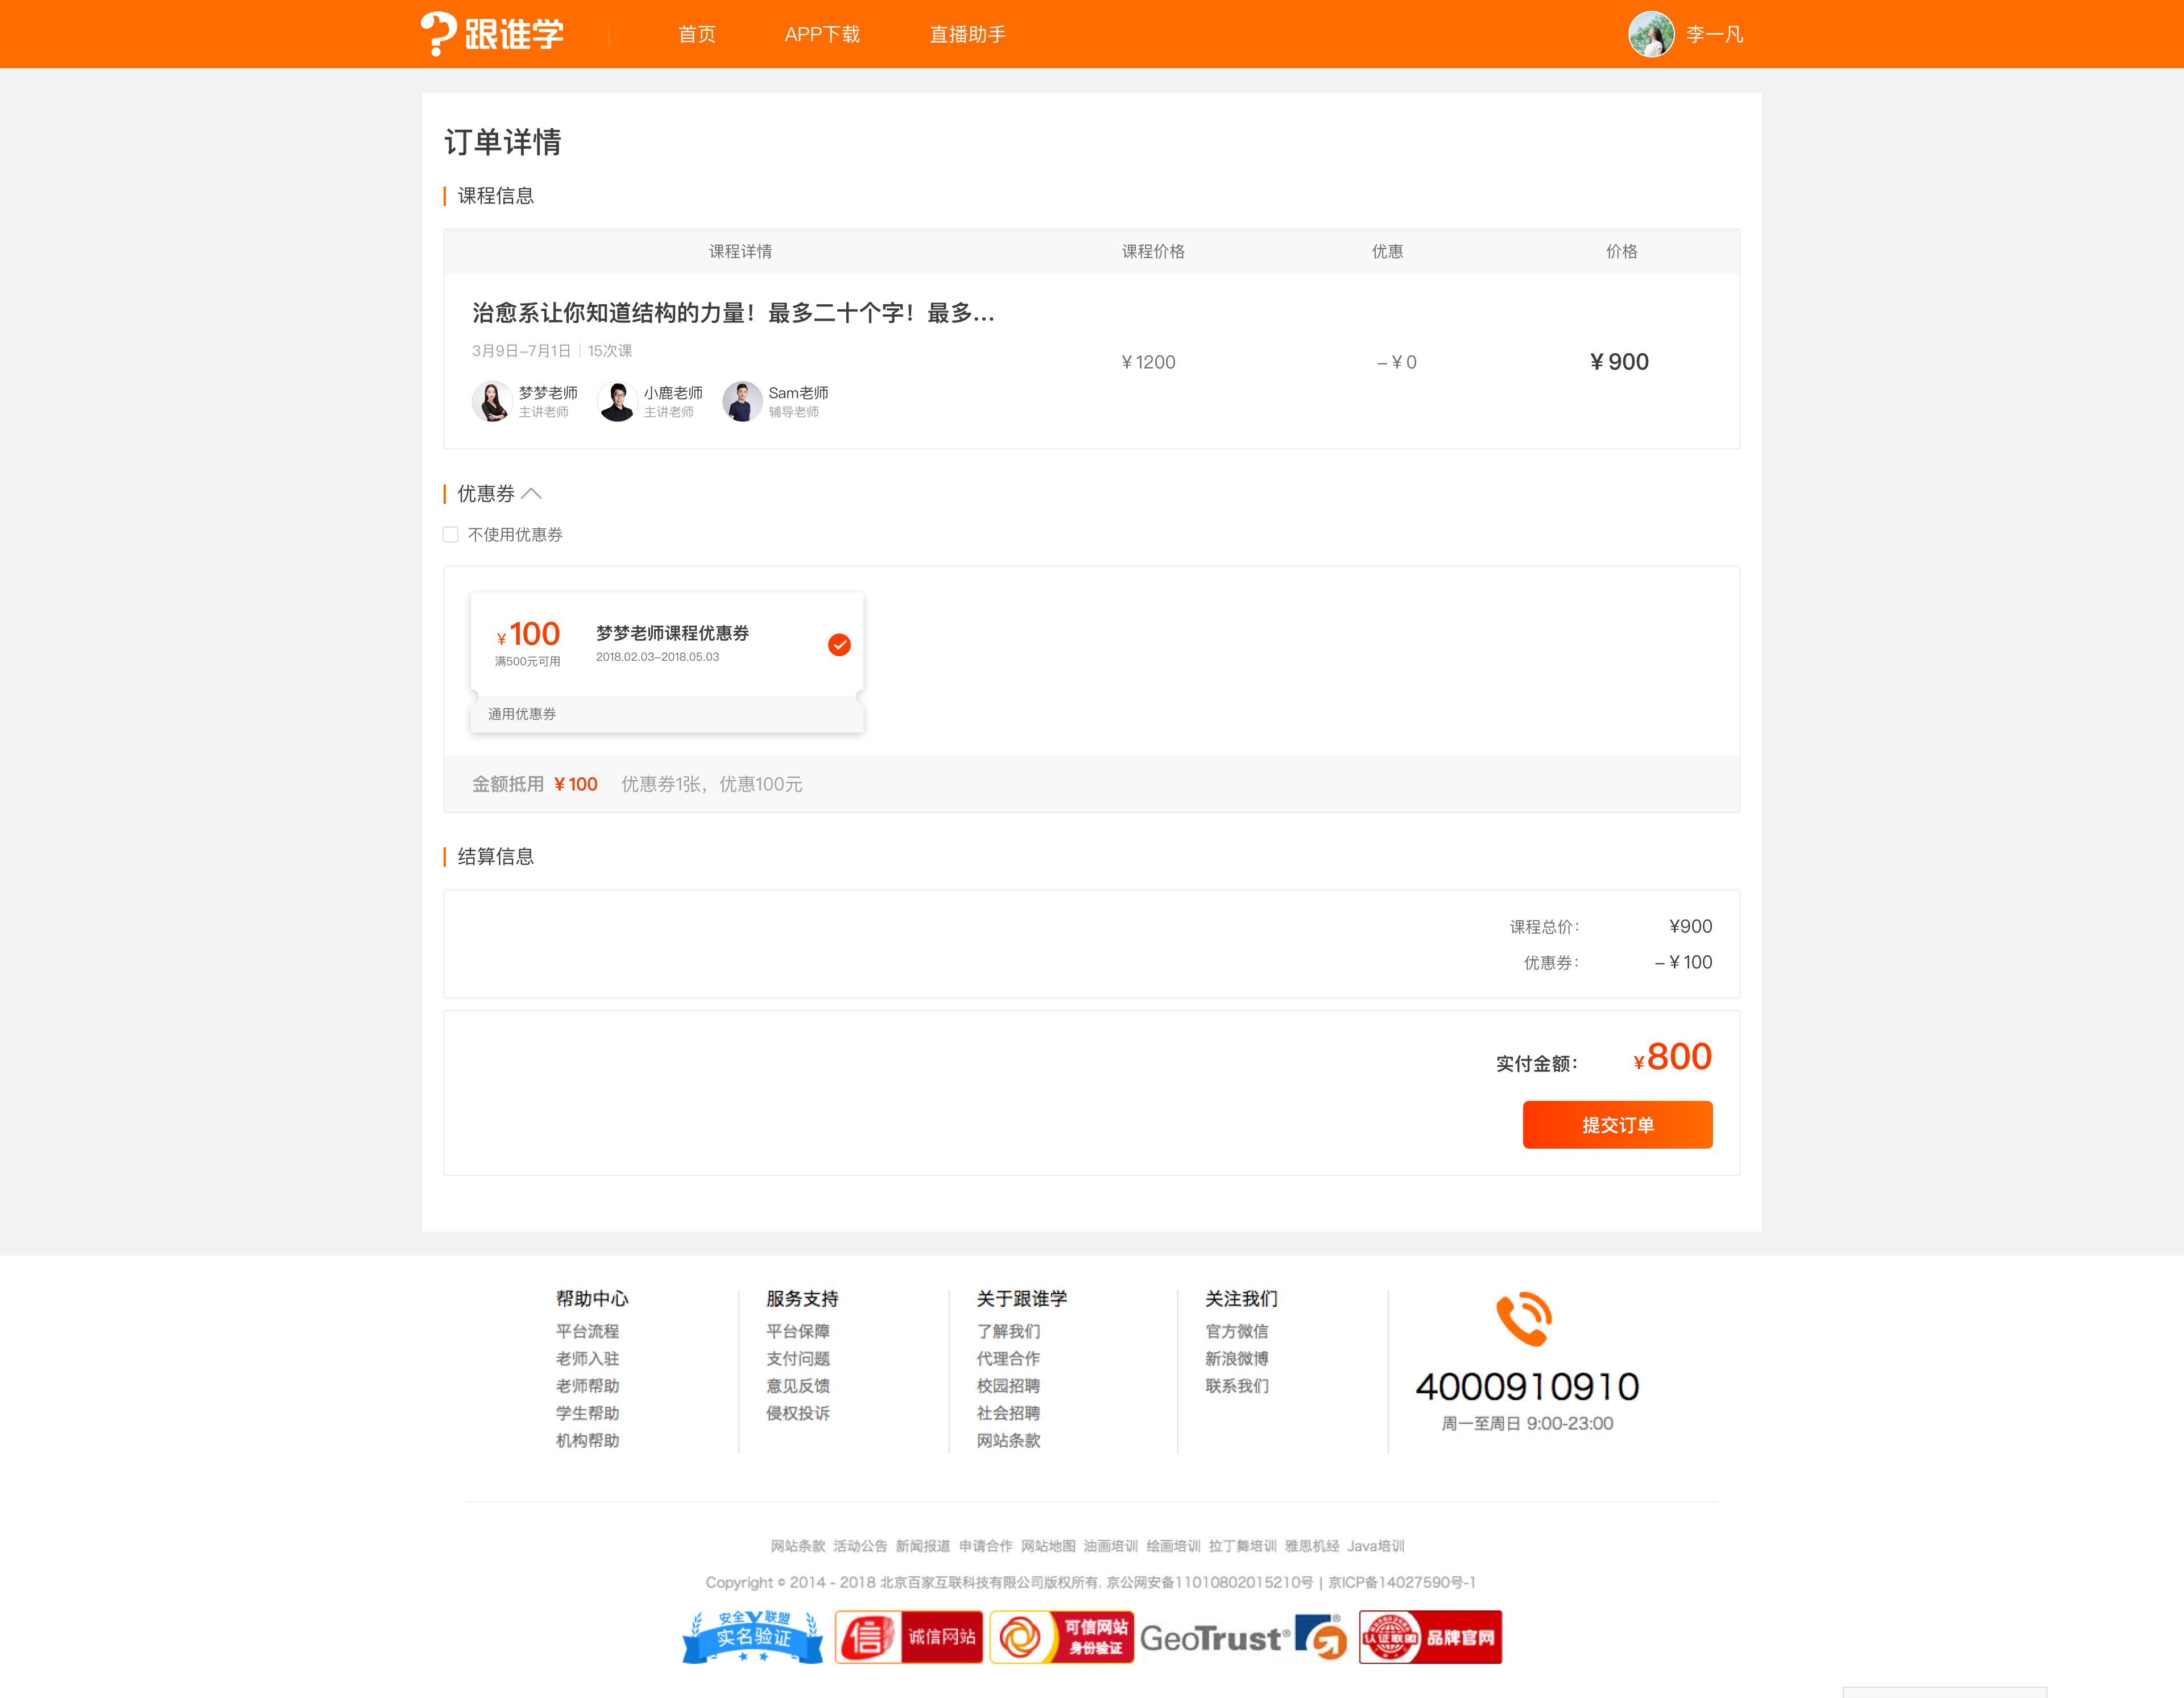 跟谁学 首页 APP下载 直播助手 李一凡
订单详情
课程信息
课程详情 课程价格 优惠 价格
治愈系让你知道结构的力量！最多二十个字！最多...
3月9日-7月1日 | 15次课
¥1200 -¥0 ¥900
梦梦老师 小鹿老师 Sam老师
主讲老师 主讲老师 辅导老师
优惠券
不使用优惠券
¥100 梦梦老师课程优惠券
满500元可用 2018.02.03-2018.05.03
通用优惠券
金额抵用 ¥100 优惠券1张，优惠100元
结算信息
课程总价： ¥900
优惠券： -¥100
实付金额： ¥800
提交订单
帮助中心 服务支持 关于跟谁学 关注我们
平台流程 平台保障 了解我们 官方微信
老师入驻 支付问题 代理合作 新浪微博
老师帮助 意见反馈 校园招聘 联系我们
学生帮助 侵权投诉 社会招聘
机构帮助 网站条款
4000910910
周一至周日 9:00-23:00
网站条款 活动公告 新闻报道 申请合作 网站地图 油画培训 绘画培训 拉丁舞培训 雅思机经 Java培训
Copyright © 2014 - 2018 北京百家互联科技有限公司版权所有. 京公网安备11010802015210号 | 京ICP备14027590号-1
安全联盟 实名验证
信 诚信网站
可信网站 身份验证
GeoTrust®
认证联盟 品牌官网